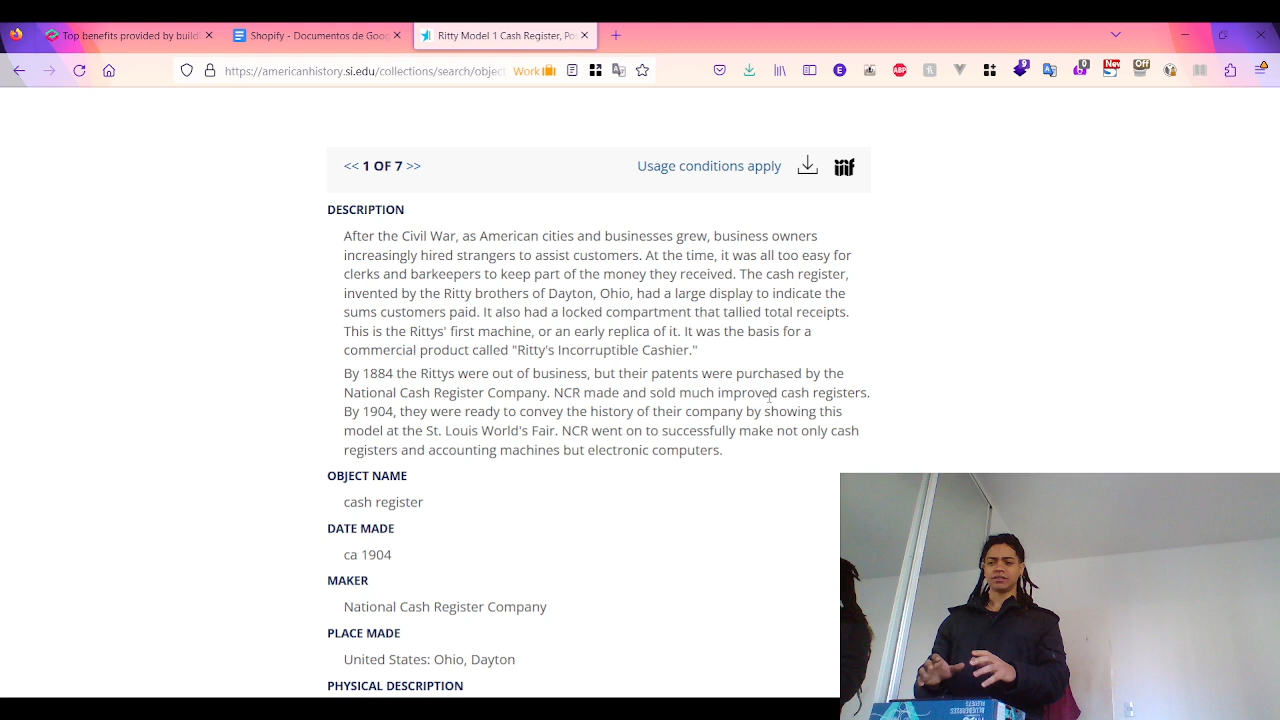 Top benefits provided by build
Shopify - Documentos de Goo
Ritty Model 1 Cash Register, Po
https://americanhistory.si.edu/collections/search/object
Work
9
0
New
Off
<< 1 OF 7 >>
Usage conditions apply
iiif
DESCRIPTION
After the Civil War, as American cities and businesses grew, business owners
increasingly hired strangers to assist customers. At the time, it was all too easy for
clerks and barkeepers to keep part of the money they received. The cash register,
invented by the Ritty brothers of Dayton, Ohio, had a large display to indicate the
sums customers paid. It also had a locked compartment that tallied total receipts.
This is the Rittys' first machine, or an early replica of it. It was the basis for a
commercial product called "Ritty's Incorruptible Cashier."
By 1884 the Rittys were out of business, but their patents were purchased by the
National Cash Register Company. NCR made and sold much improved cash registers.
By 1904, they were ready to convey the history of their company by showing this
model at the St. Louis World's Fair. NCR went on to successfully make not only cash
registers and accounting machines but electronic computers.
OBJECT NAME
cash register
DATE MADE
ca 1904
MAKER
National Cash Register Company
PLACE MADE
United States: Ohio, Dayton
PHYSICAL DESCRIPTION
BLUEBERRIES